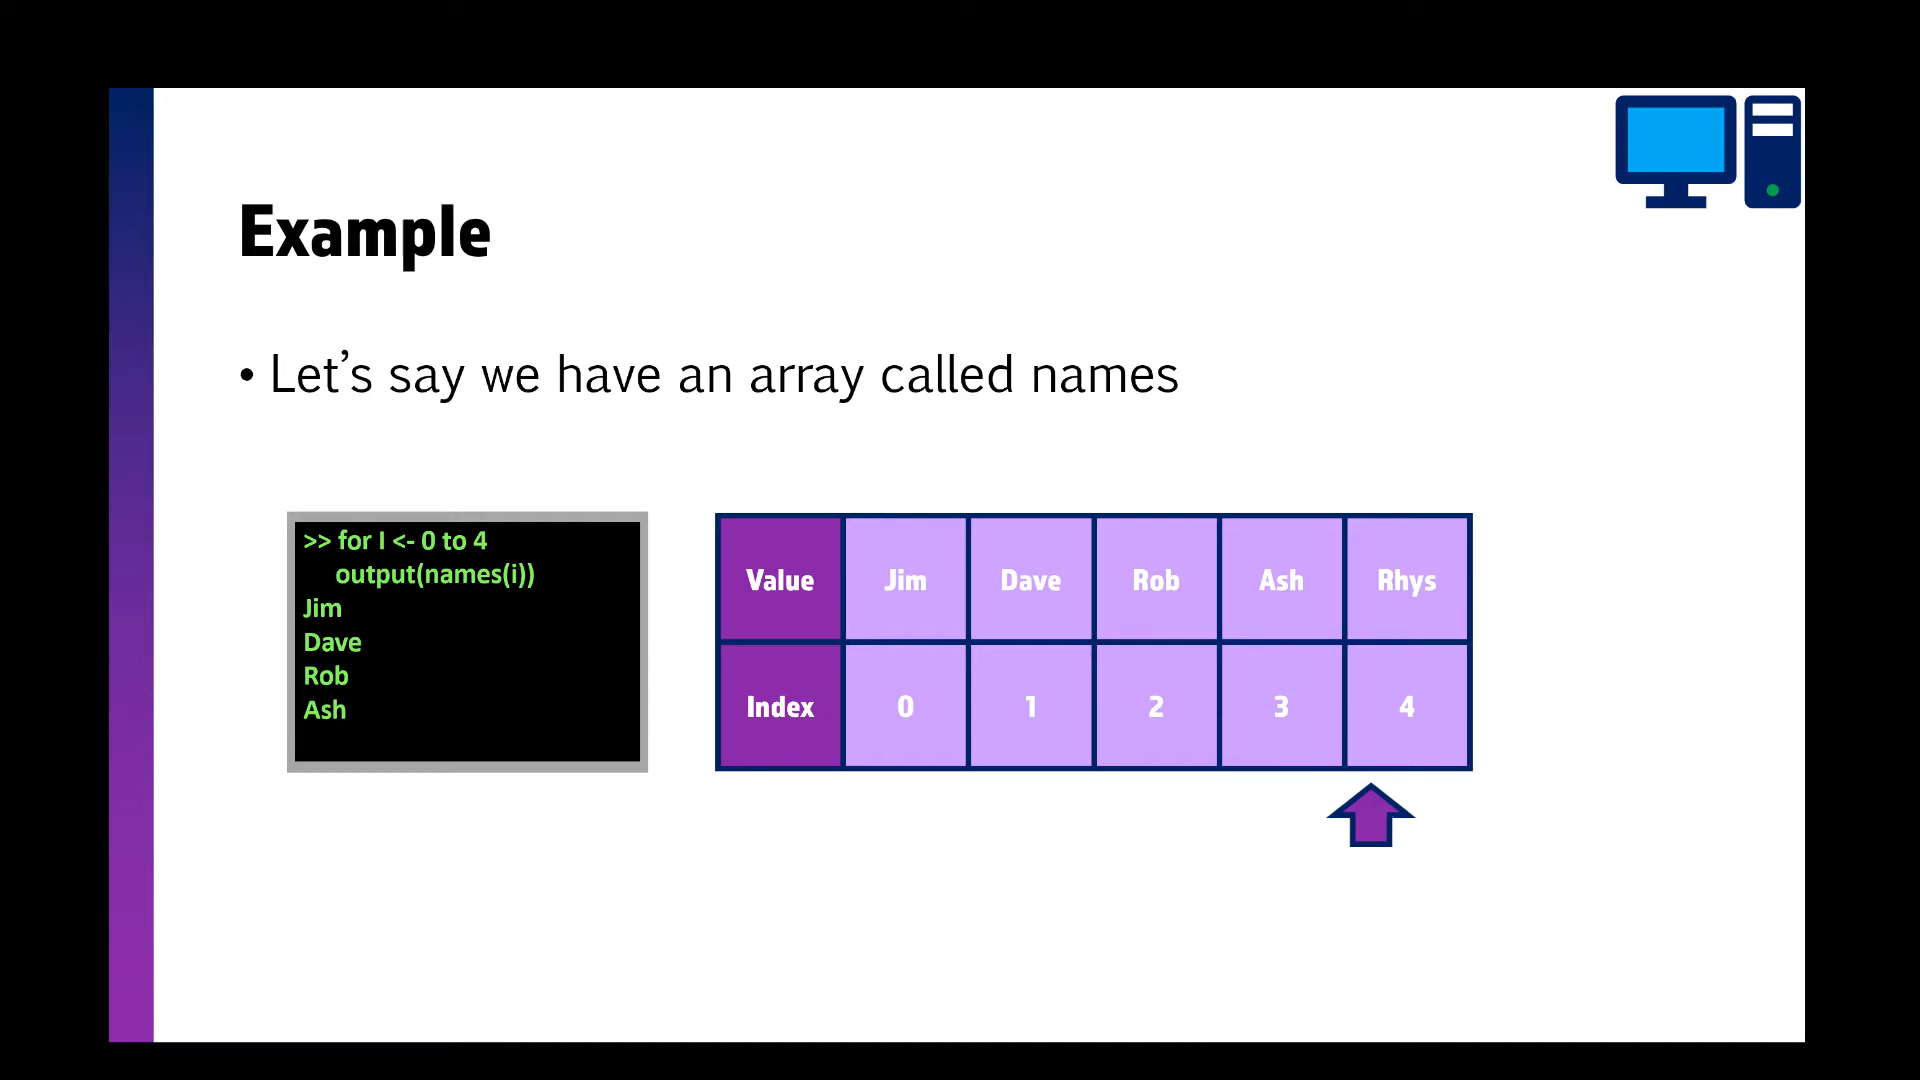 Example
• Let's say we have an array called names
>> for I <- 0 to 4
output(names(i))
Jim
Dave
Rob
Ash
Value Jim Dave Rob Ash Rhys
Index 0 1 2 3 4